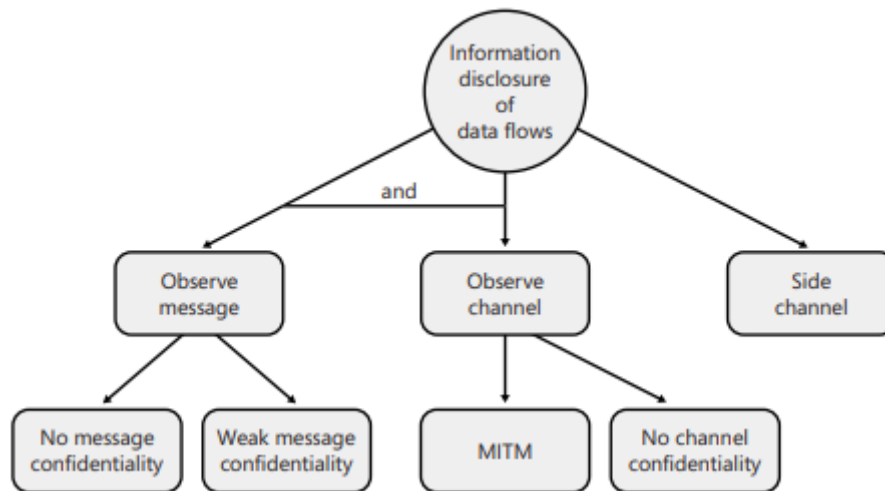 Information
disclosure
of
data flows
and
Observe
message
Observe
channel
Side
channel
No message
confidentiality
Weak message
confidentiality
MITM
No channel
confidentiality